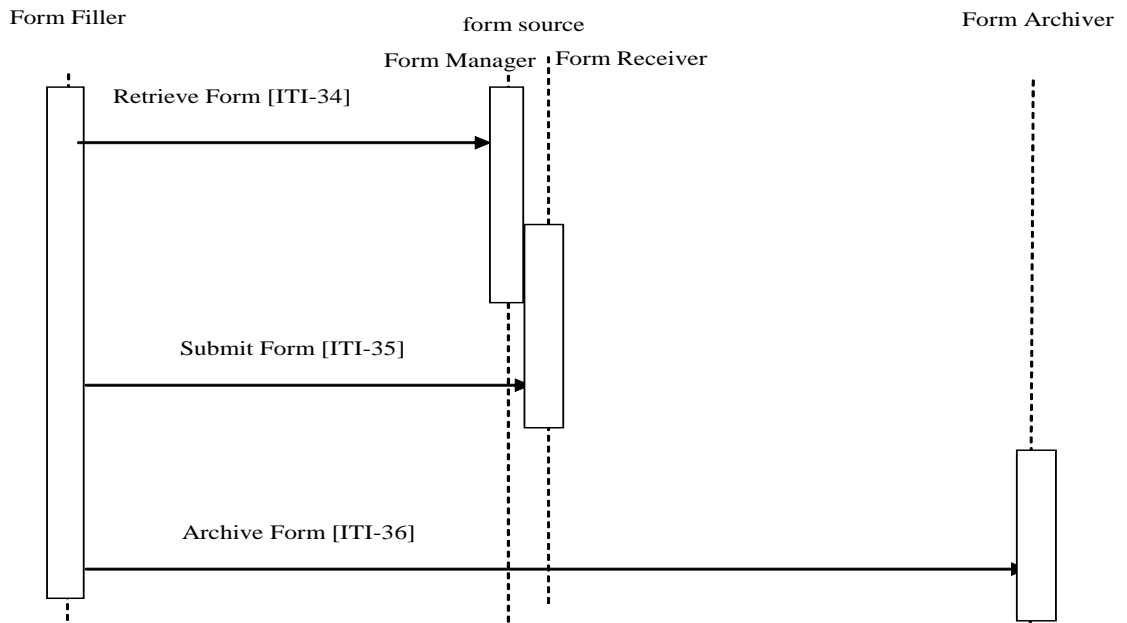 Form Filler
form source
Form Archiver
Form Manager
Form Receiver
Retrieve Form [ITI-34]
Submit Form [ITI-35]
Archive Form [ITI-36]